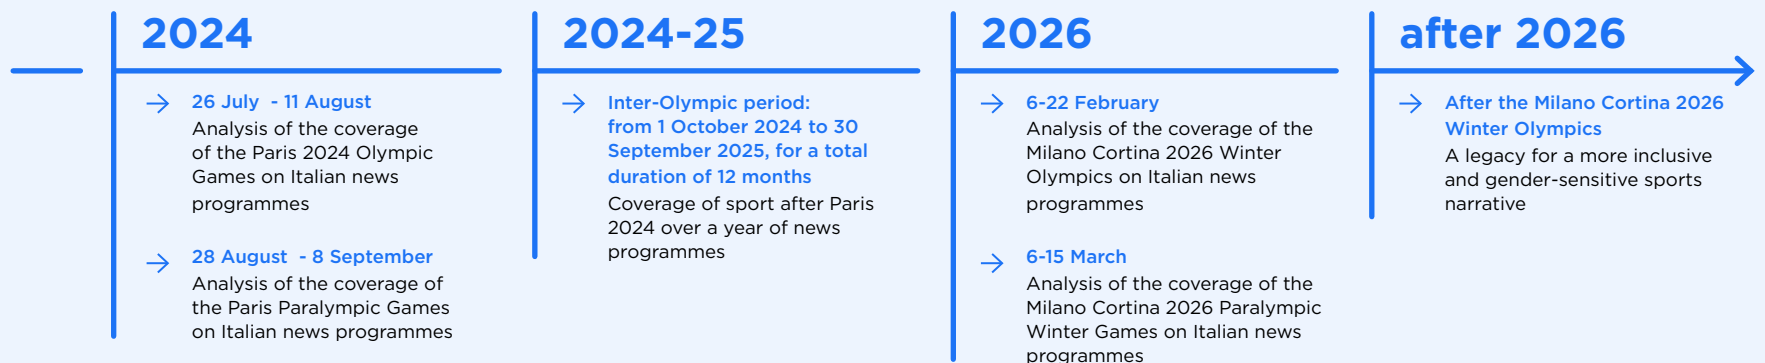 2024
26 July  - 11 August
Analysis of the coverage
of the Paris 2024 Olympic
Games on Italian news
programmes
28 August  - 8 September
Analysis of the coverage of
the Paris Paralympic Games
on Italian news programmes
2024-25
Inter-Olympic period:
from 1 October 2024 to 30
September 2025, for a total
duration of 12 months
Coverage of sport after Paris
2024 over a year of news
programmes
2026
6-22 February
Analysis of the coverage of the
Milano Cortina 2026 Winter
Olympics on Italian news
programmes
6-15 March
Analysis of the coverage of the
Milano Cortina 2026 Paralympic
Winter Games on Italian news
programmes
after 2026
After the Milano Cortina 2026
Winter Olympics
A legacy for a more inclusive
and gender-sensitive sports
narrative